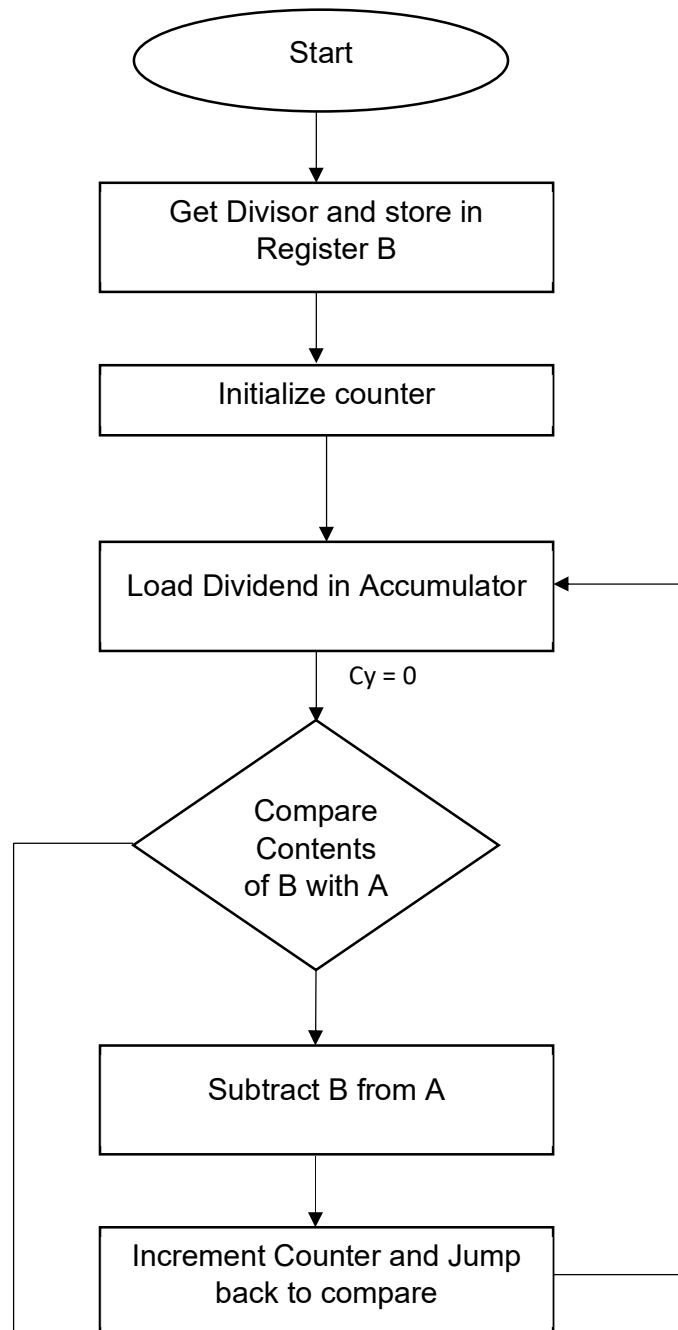 Start
Get Divisor and store in
Register B
Initialize counter
Load Dividend in Accumulator
Cy = 0
Compare
Contents
of B with A
Subtract B from A
Increment Counter and Jump
back to compare